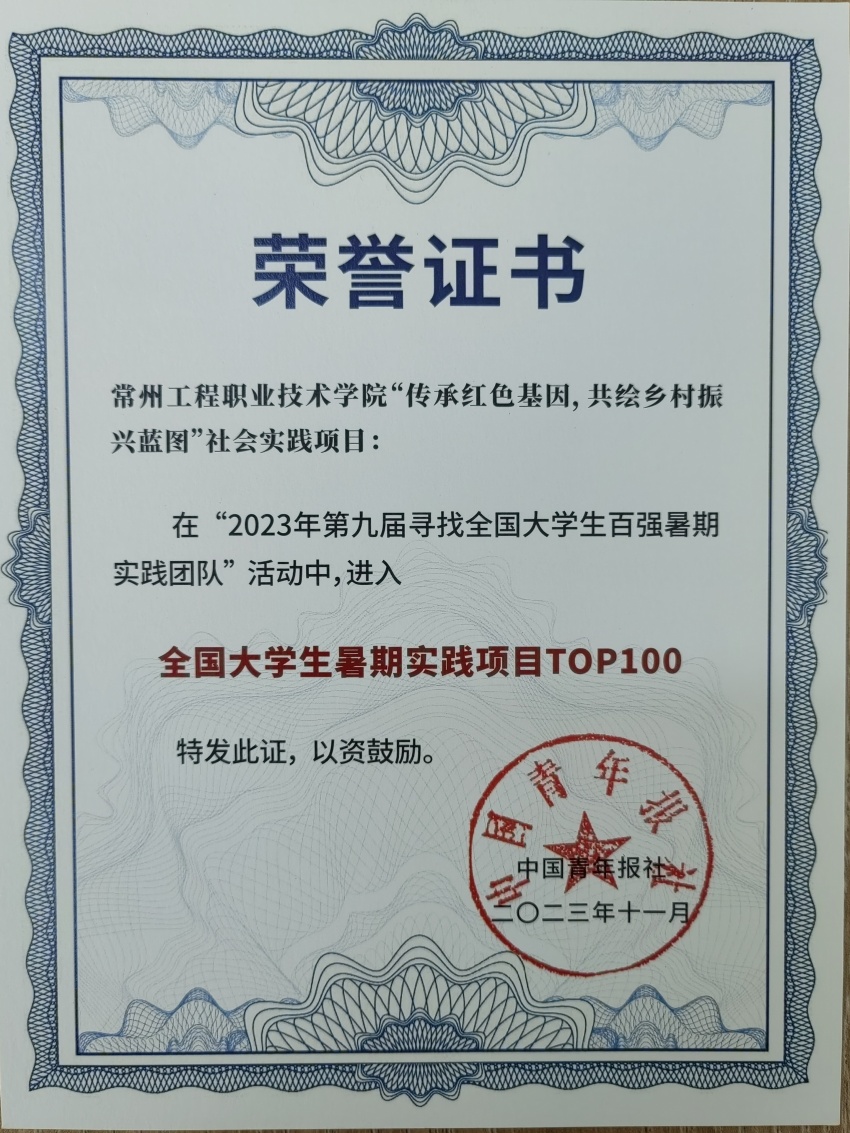 荣誉证书
常州工程职业技术学院“传承红色基因，共绘乡村振
兴蓝图”社会实践项目：
在“2023年第九届寻找全国大学生百强暑期
实践团队”活动中，进入
全国大学生暑期实践项目TOP100
特发此证，以资鼓励。
中国青年报社
中国青年报社
二〇二三年十一月